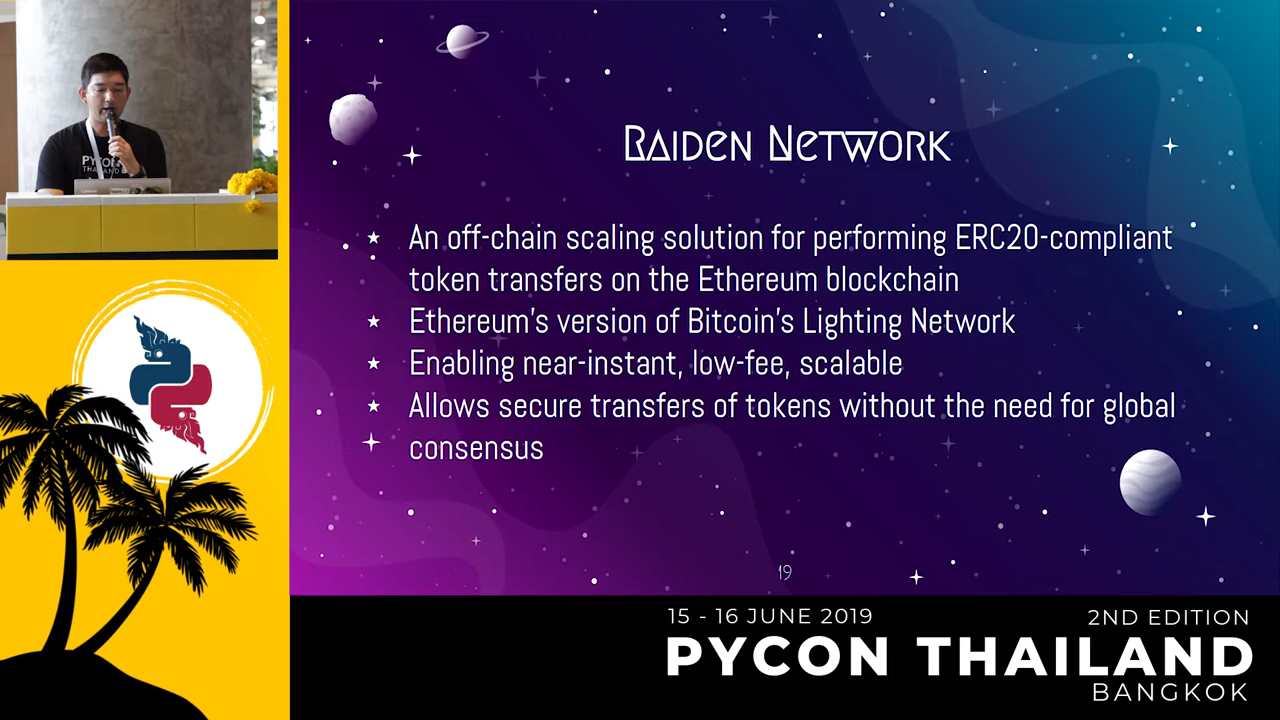 Raiden Network
An off-chain scaling solution for performing ERC20-compliant
token transfers on the Ethereum blockchain
Ethereum's version of Bitcoin's Lighting Network
Enabling near-instant, low-fee, scalable
Allows secure transfers of tokens without the need for global
consensus
19
PYCON
THAILAND
15 - 16 JUNE 2019
2ND EDITION
PYCON THAILAND
BANGKOK